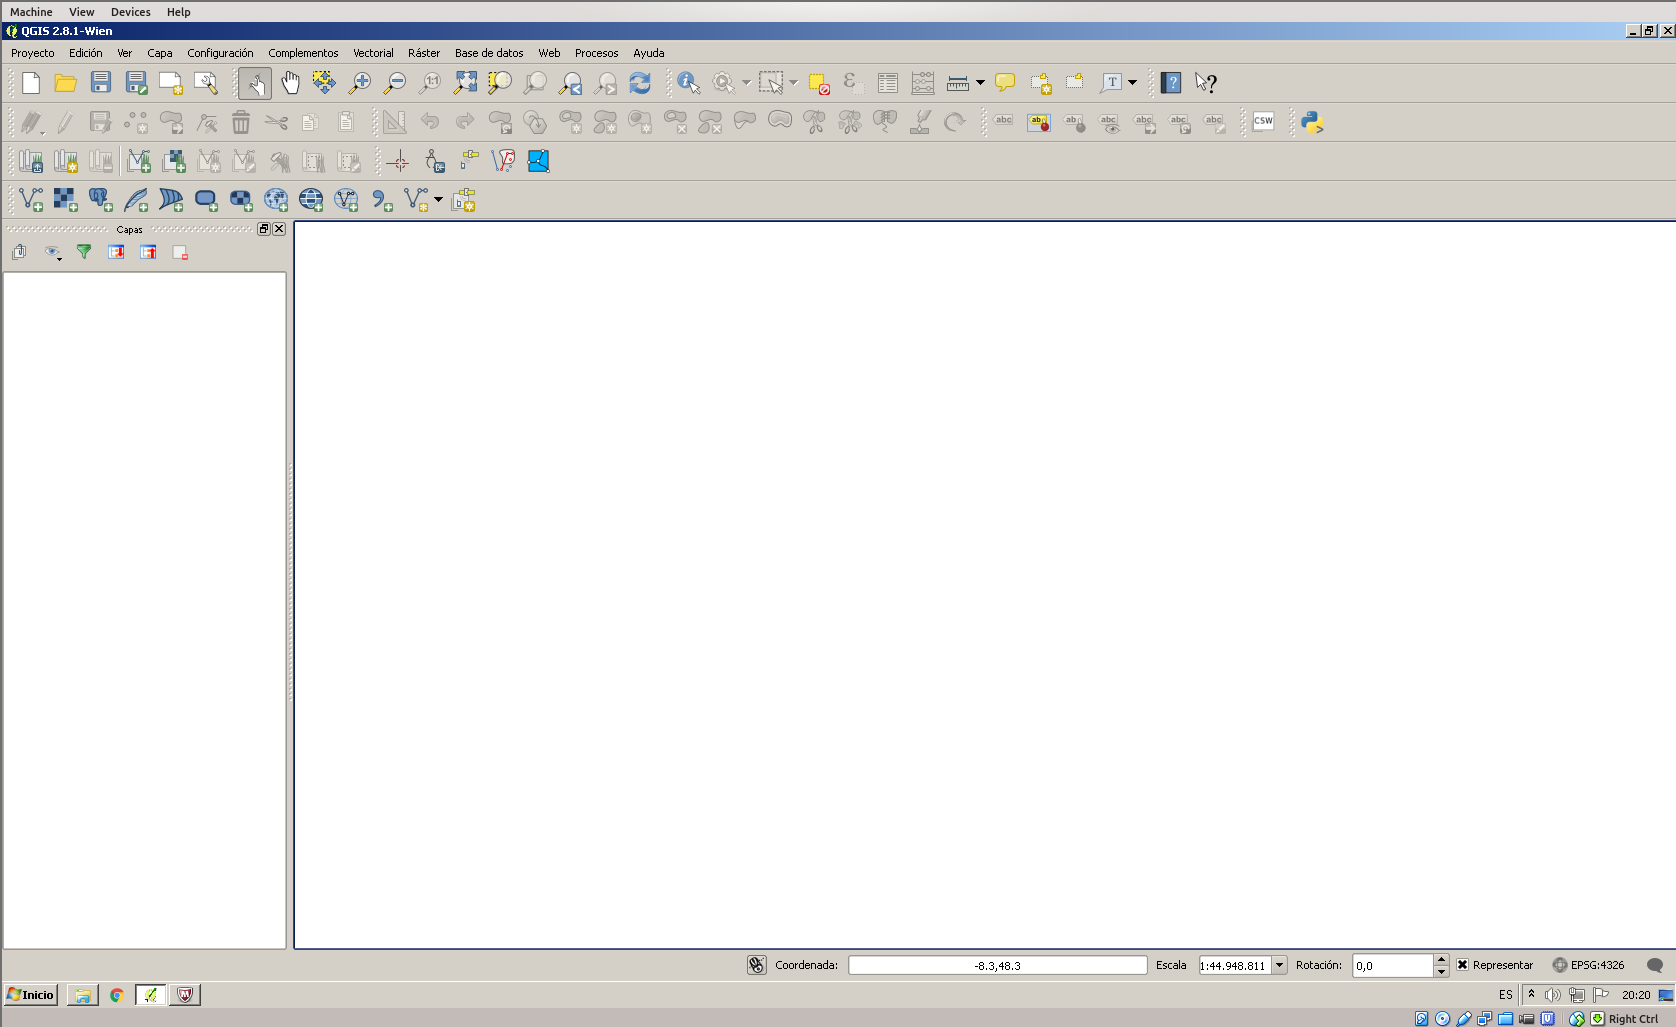 Machine View Devices Help
QGIS 2.8.1-Wien
Proyecto Edición Ver Capa Configuración Complementos Vectorial Ráster Base de datos Web Procesos Ayuda
1:1 ε T ? ?
abc abc abc abc abc abc abc CSW
Capas
Coordenada: -8.3,48.3 Escala 1:44.948.811 Rotación: 0,0 Representar EPSG:4326
Inicio ES 20:20
Right Ctrl